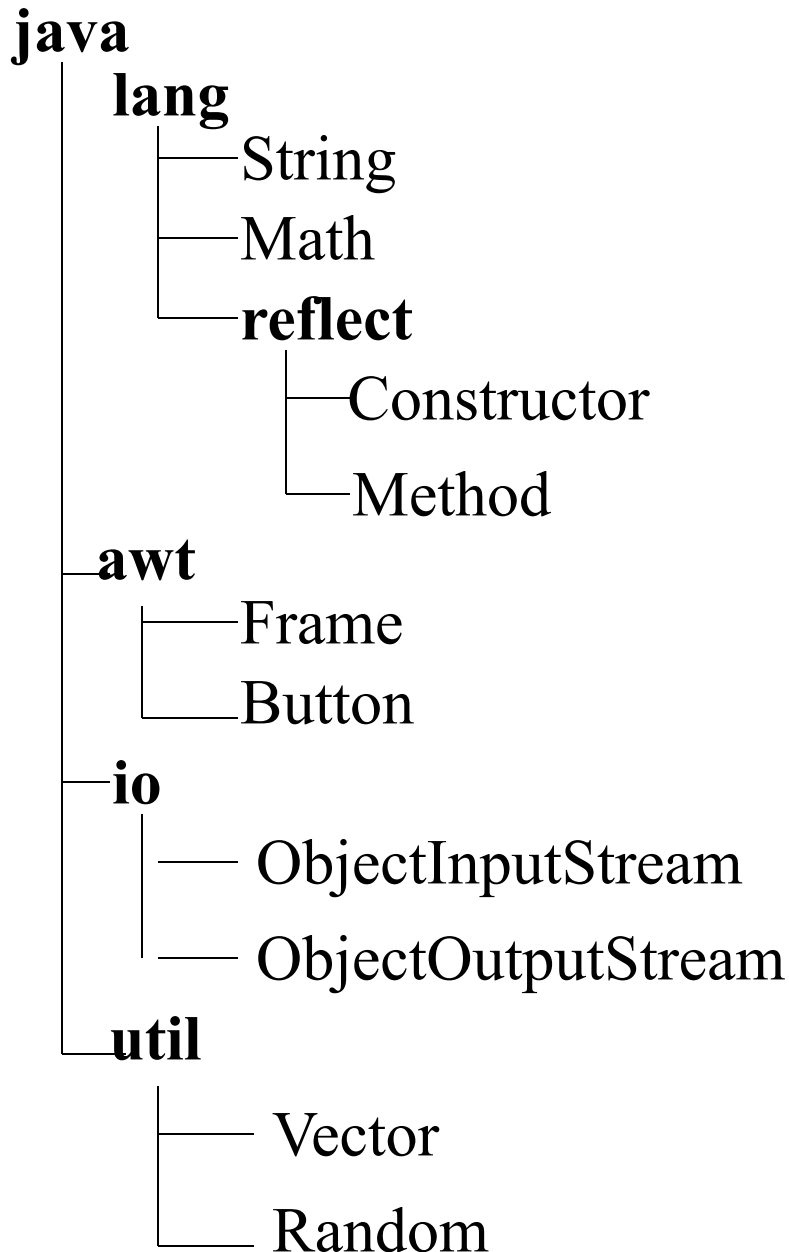 java
lang
String
Math
reflect
Constructor
Method
awt
Frame
Button
io
ObjectInputStream
ObjectOutputStream
util
Vector
Random